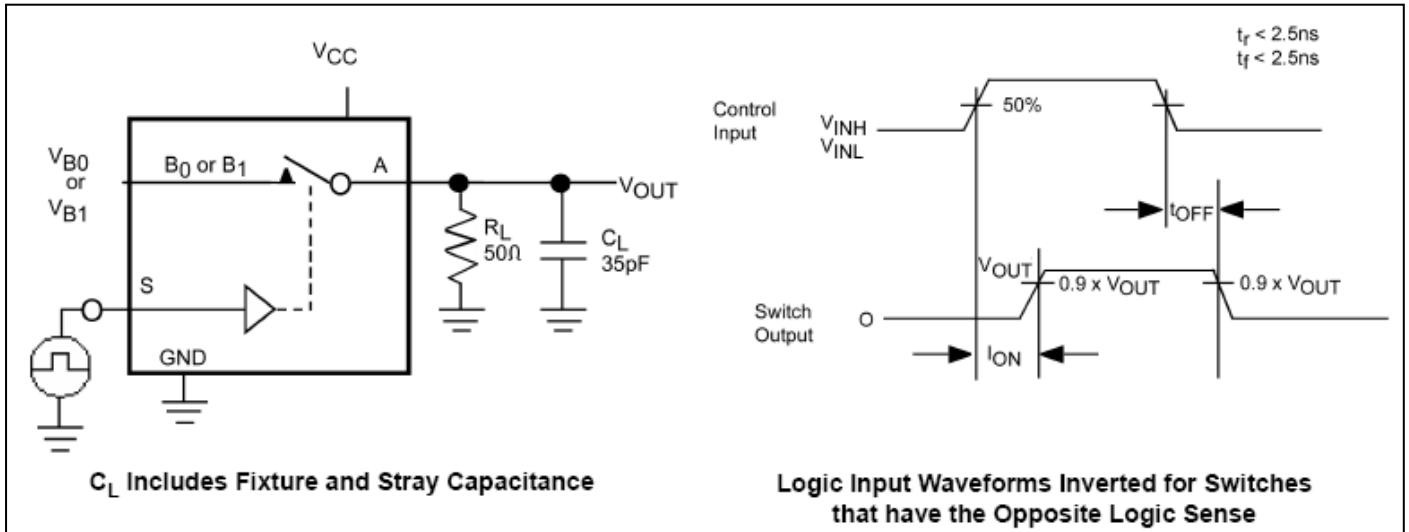 VCC
VB0
or
VB1
B0 or B1
A
VOUT
RL
50Ω
CL
35pF
S
GND
CL Includes Fixture and Stray Capacitance
tr < 2.5ns
tf < 2.5ns
Control
Input
VINH
VINL
50%
tOFF
VOUT
0.9 x VOUT
0.9 x VOUT
Switch
Output
O
ION
Logic Input Waveforms Inverted for Switches
that have the Opposite Logic Sense